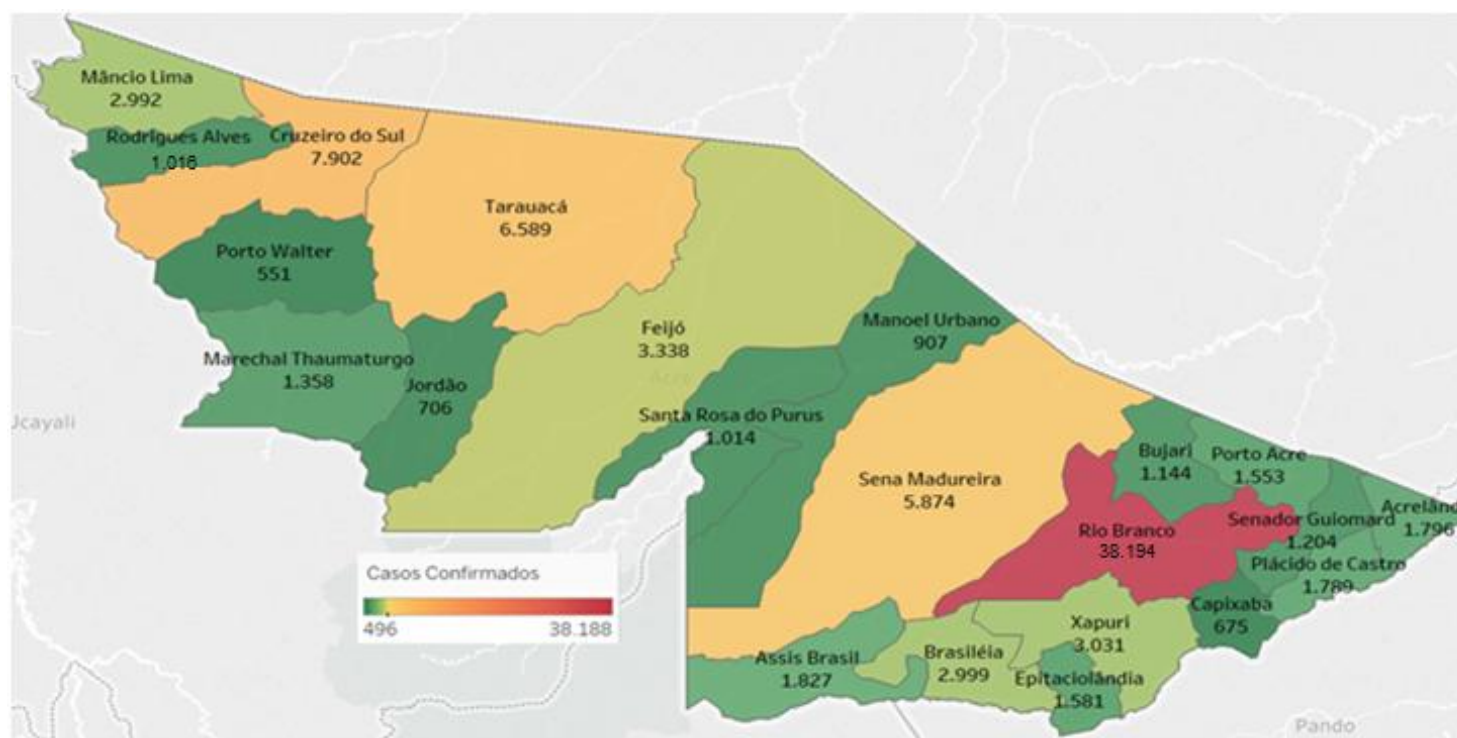 Mâncio Lima
2.992
Rodrigues Alves
1.016
Cruzeiro do Sul
7.902
Tarauacá
6.589
Porto Walter
551
Marechal Thaumaturgo
1.358
Jordão
706
Feijó
3.338
Manoel Urbano
907
Santa Rosa do Purus
1.014
Acre
Sena Madureira
5.874
Bujari
1.144
Porto Acre
1.553
Rio Branco
38.194
Senador Guiomard
1.204
Acrelând
1.796
Plácido de Castro
1.789
Capixaba
675
Xapuri
3.031
Assis Brasil
1.827
Brasiléia
2.999
Epitaciolândia
1.581
Ucayali
Pando
Casos Confirmados
496 38.188